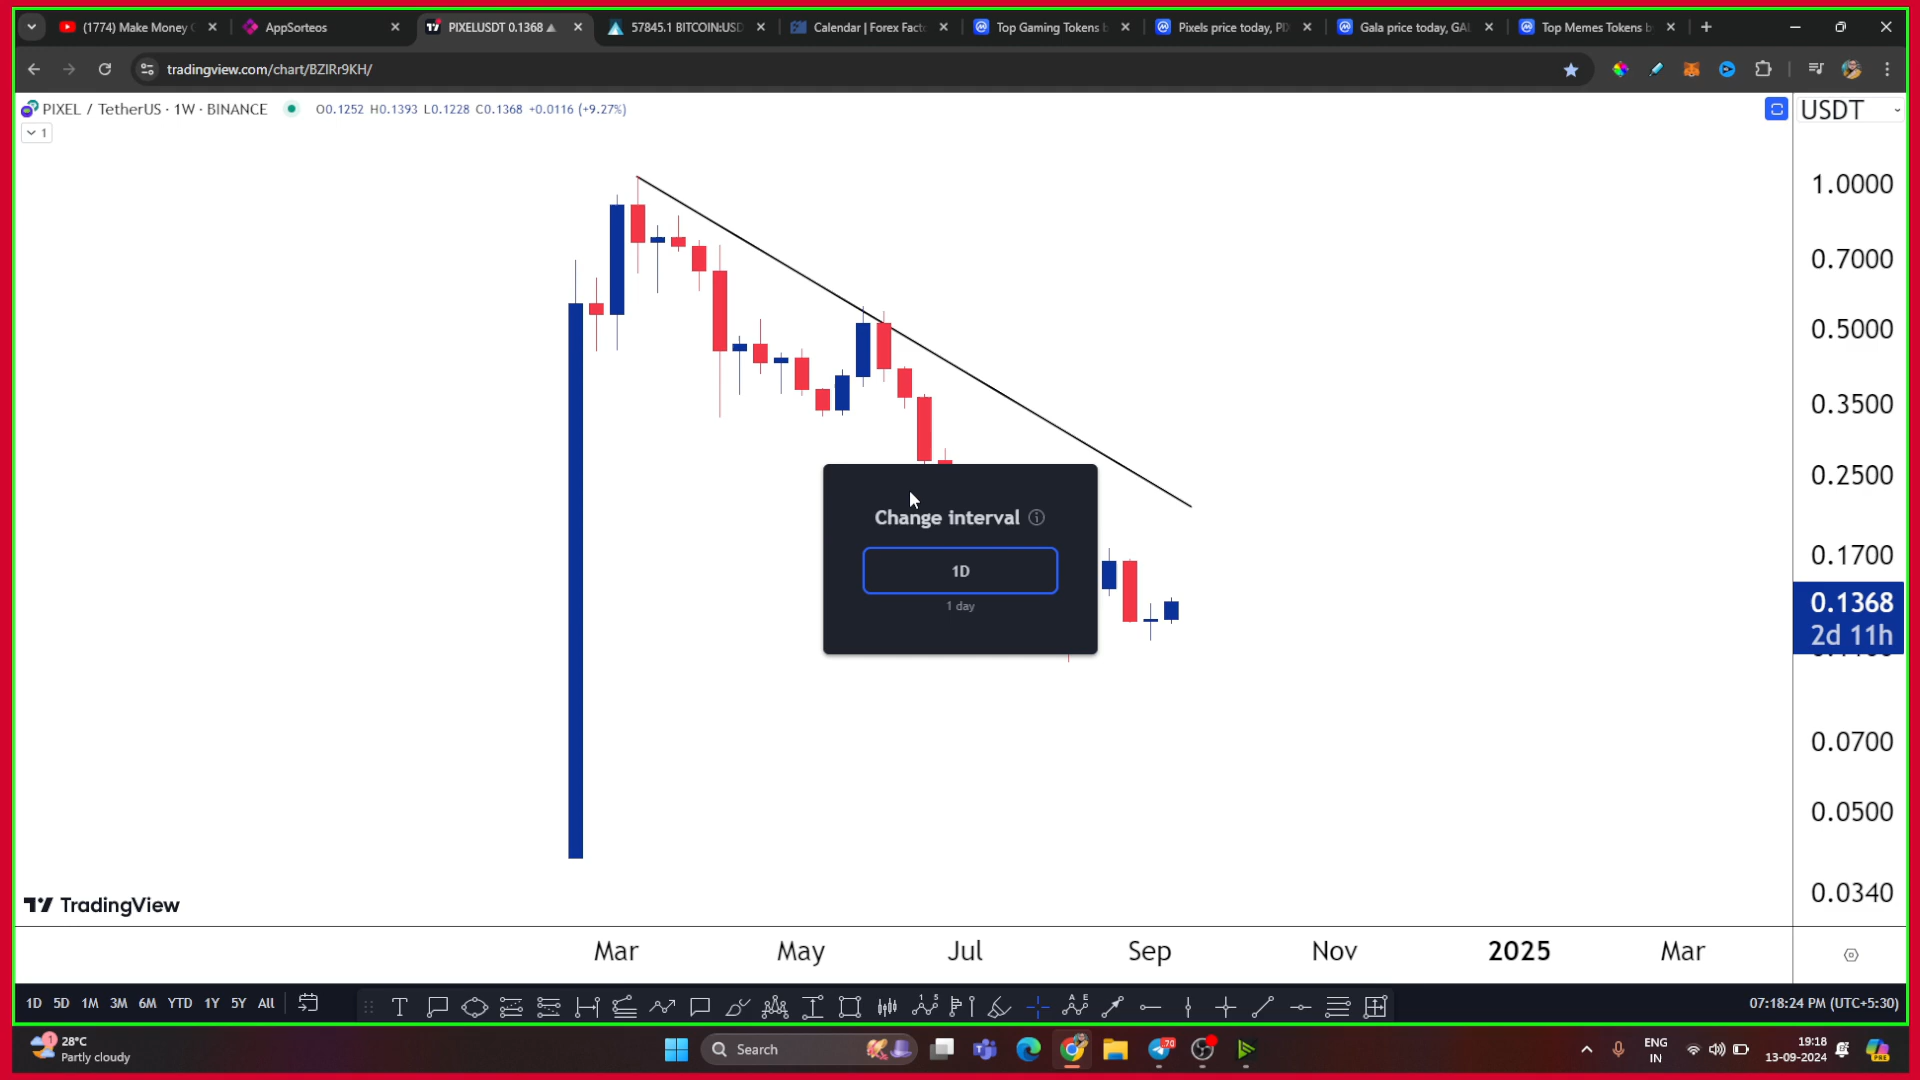 (1774) Make Money
AppSorteos
PIXELUSDT 0.1368
57845.1 BITCOIN:USD
Calendar | Forex Fact
Top Gaming Tokens b
Pixels price today, PI
Gala price today, GAL
Top Memes Tokens b
tradingview.com/chart/BZIRr9KH/
PIXEL / TetherUS · 1W · BINANCE
O0.1252 H0.1393 L0.1228 C0.1368 +0.0116 (+9.27%)
USDT
1
1.0000
0.7000
0.5000
0.3500
0.2500
0.1700
0.1368
2d 11h
0.0700
0.0500
0.0340
Change interval
1D
1 day
TradingView
Mar
May
Jul
Sep
Nov
2025
Mar
1D 5D 1M 3M 6M YTD 1Y 5Y All
07:18:24 PM (UTC+5:30)
1
28°C
Partly cloudy
Search
70
ENG
IN
19:18
13-09-2024
PRE